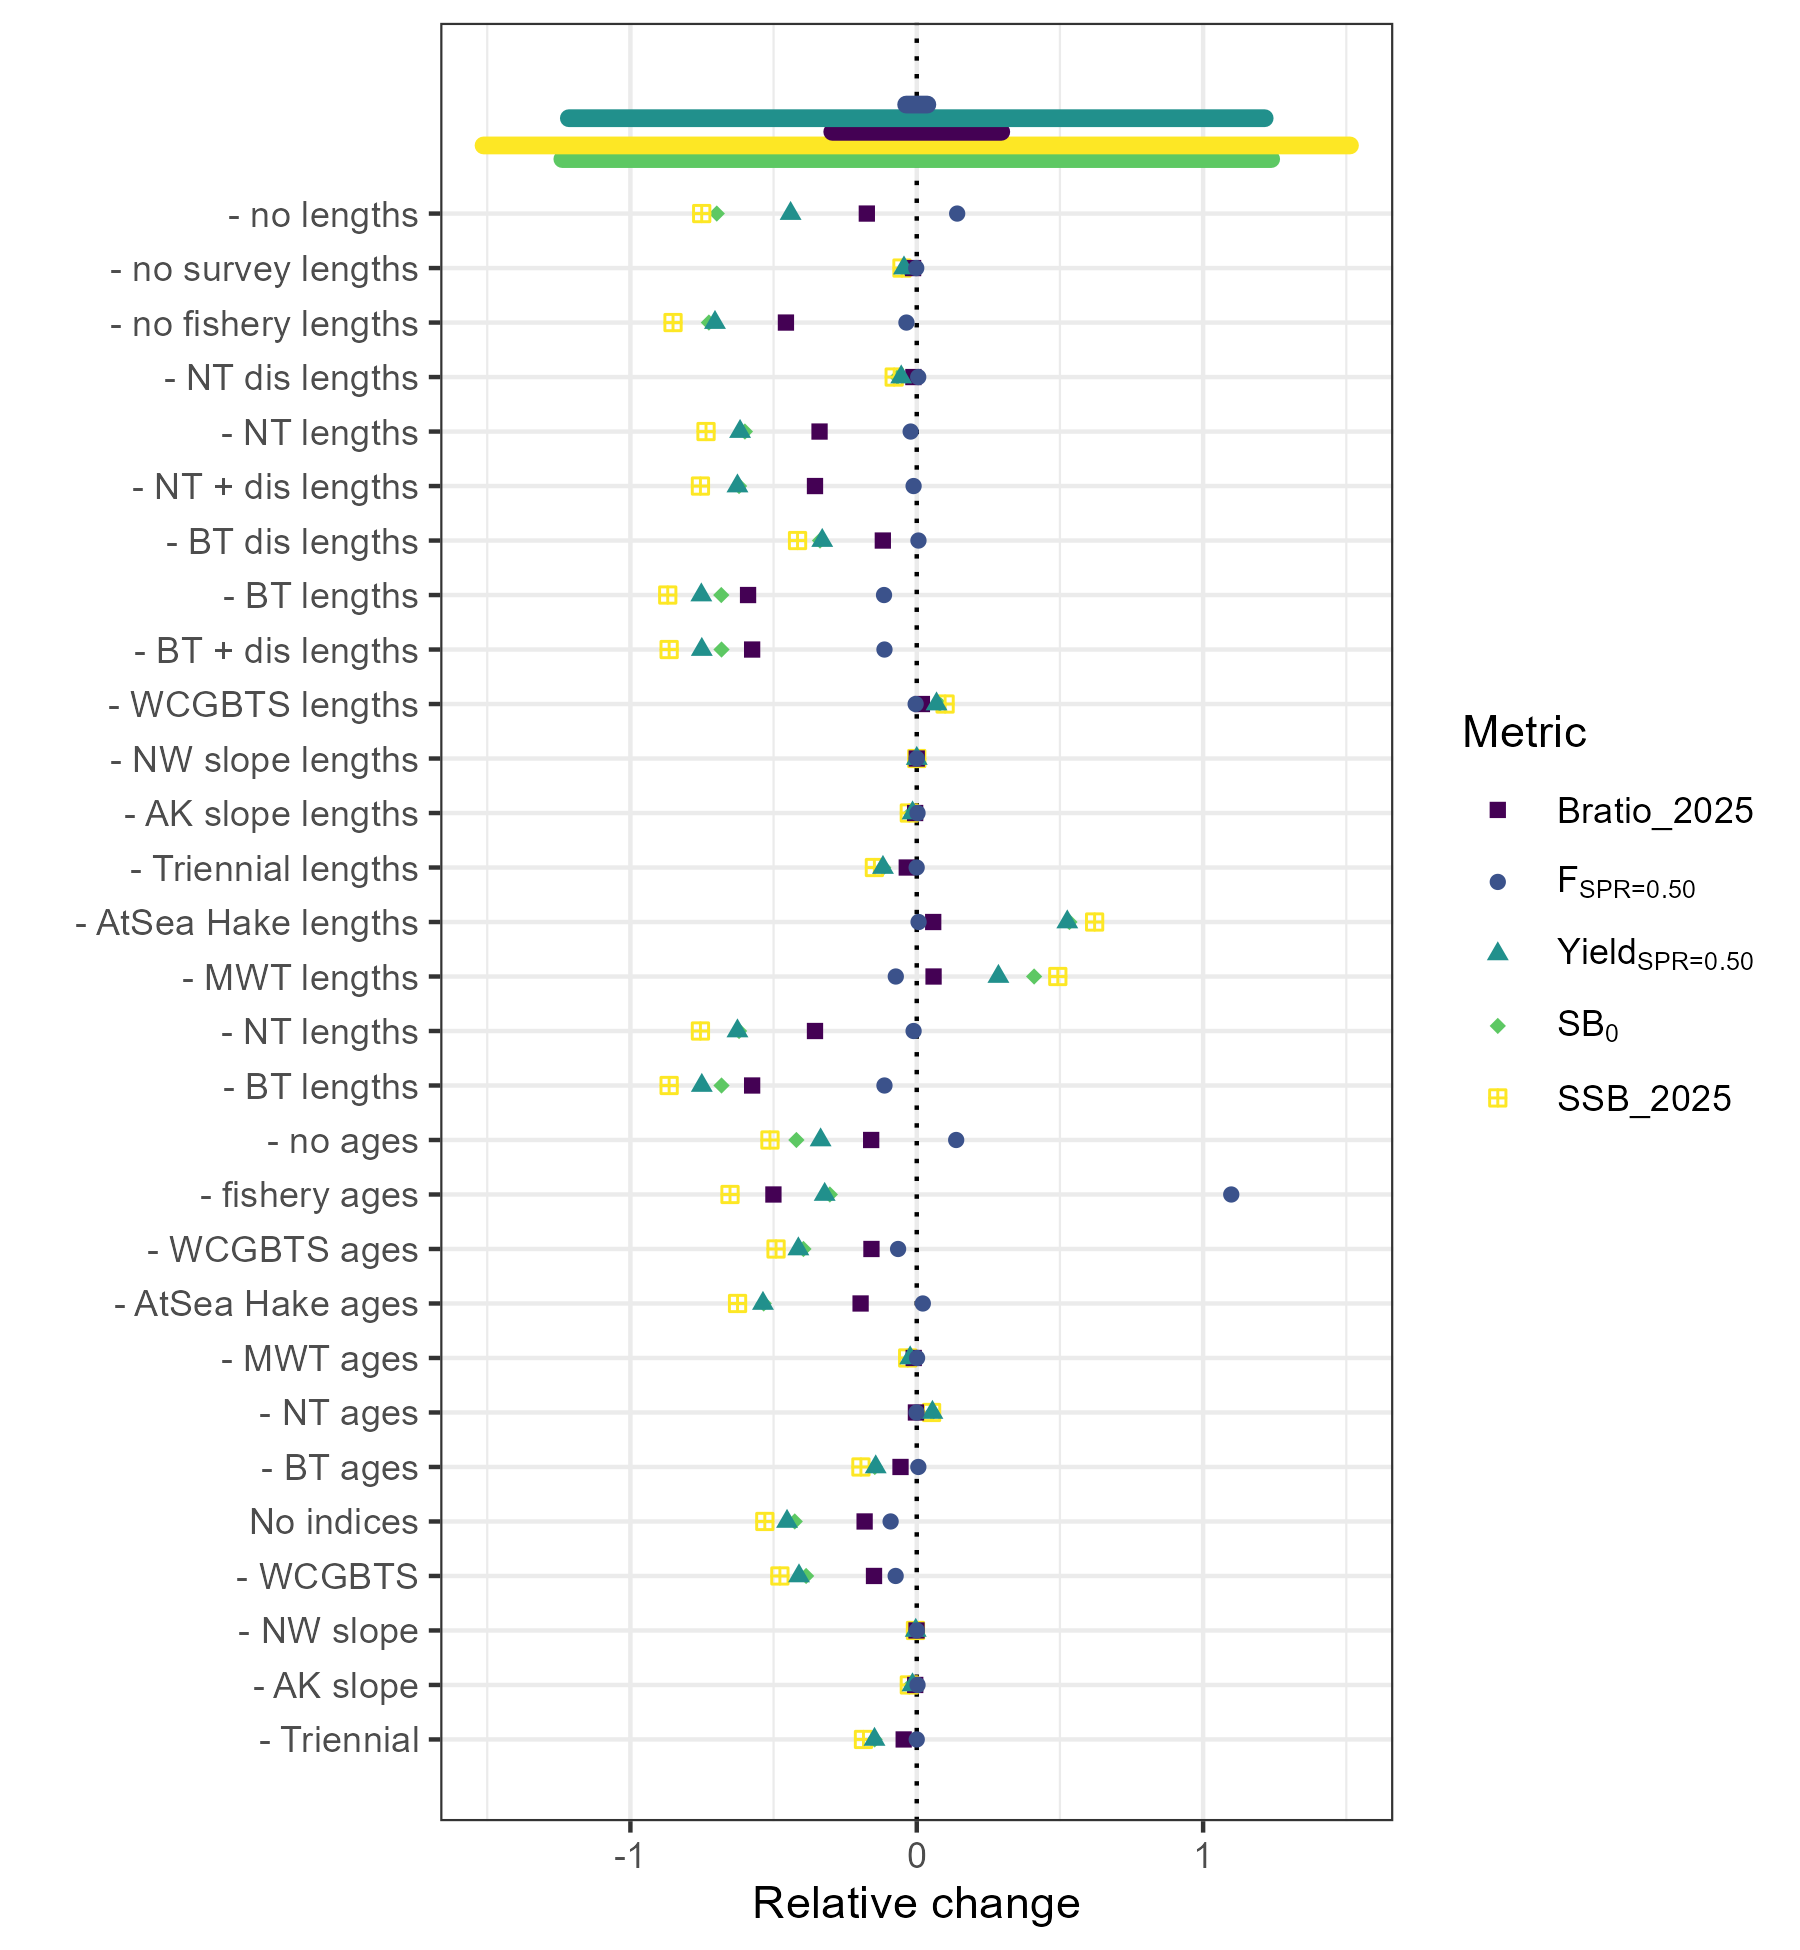 - no lengths
- no survey lengths
- no fishery lengths
- NT dis lengths
- NT lengths
- NT + dis lengths
- BT dis lengths
- BT lengths
- BT + dis lengths
- WCGBTS lengths
- NW slope lengths
- AK slope lengths
- Triennial lengths
- AtSea Hake lengths
- MWT lengths
- NT lengths
- BT lengths
- no ages
- fishery ages
- WCGBTS ages
- AtSea Hake ages
- MWT ages
- NT ages
- BT ages
No indices
- WCGBTS
- NW slope
- AK slope
- Triennial
-1 0 1
Relative change
Metric
Bratio_2025
FSPR=0.50
YieldSPR=0.50
SB0
SSB_2025